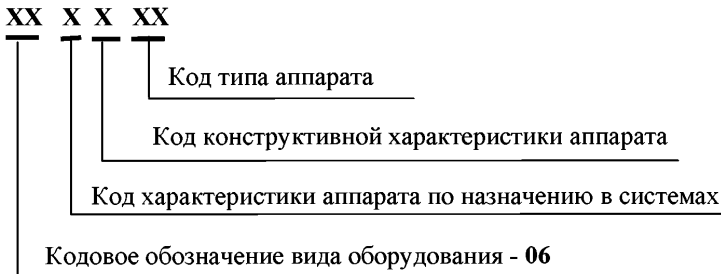 XX X X XX
Код типа аппарата
Код конструктивной характеристики аппарата
Код характеристики аппарата по назначению в системах
Кодовое обозначение вида оборудования - 06